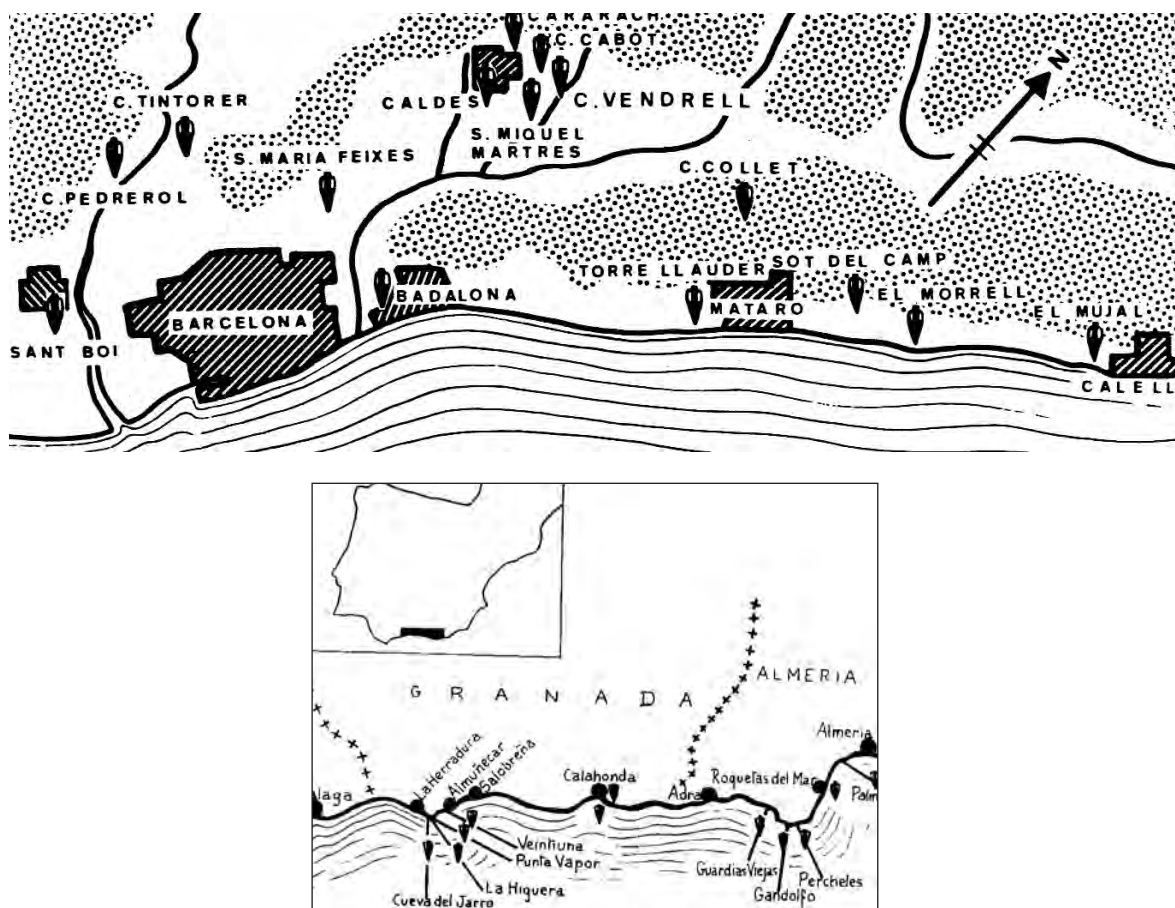 CARARACH
C. CABOT.
C. TINTORER
CALDES
C. VENDRELL
S. MIQUEL
MARTRES
S. MARIA FEIXES
N
C. COLLET
C. PEDREROL
TORRE LLAUDER
SOT DEL CAMP
BADALONA
EL MORRELL
MATARO
EL MUJAL
BARCELONA
SANT BOI
CALELL
GRANADA
ALMERIA
Almeria
La Herradura
Almuñecar
Salobreña
Calahonda
Adra
Roquetas del Mar
laga
Palm
Veintiuna
Punta Vapor
La Higuera
Cueva del Jarro
Guardias Viejas
Gandolfo
Percheles